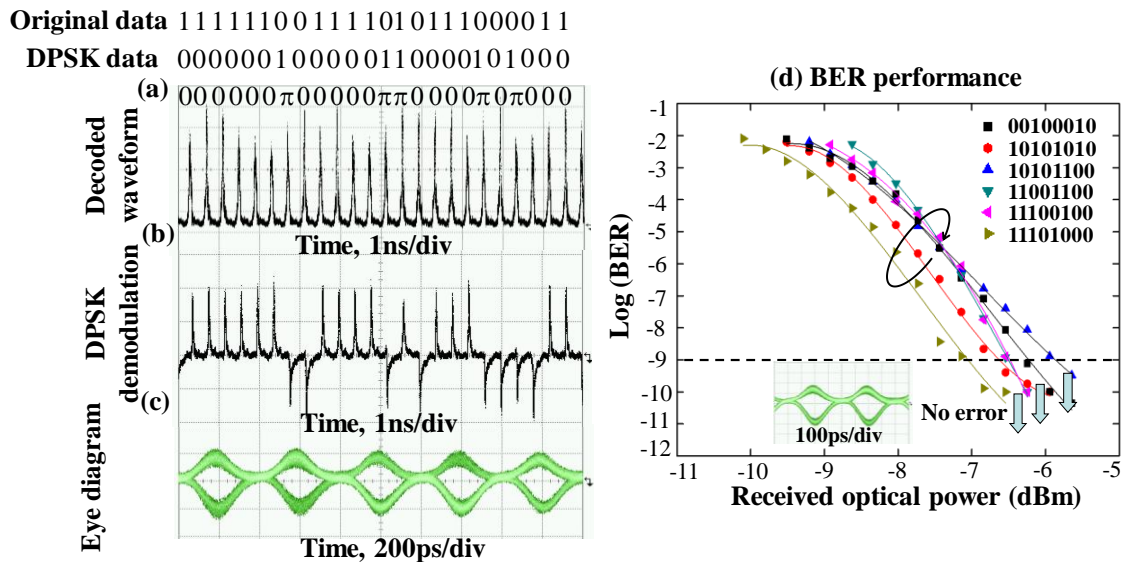 Original data 1 1 1 1 1 1 0 0 1 1 1 1 0 1 0 1 1 1 0 0 0 0 1 1
DPSK data 0 0 0 0 0 0 1 0 0 0 0 0 1 1 0 0 0 0 1 0 1 0 0 0
(a)
0 0 0 0 0 0 π 0 0 0 0 0 π π 0 0 0 0 π 0 π 0 0 0
Decoded
waveform
Time, 1ns/div
(b)
DPSK
demodulation
Time, 1ns/div
(c)
Eye diagram
Time, 200ps/div
(d) BER performance
Log (BER)
-1
-2
-3
-4
-5
-6
-7
-8
-9
-10
-11
-12
00100010
10101010
10101100
11001100
11100100
11101000
No error
100ps/div
-11
-10
-9
-8
-7
-6
-5
Received optical power (dBm)